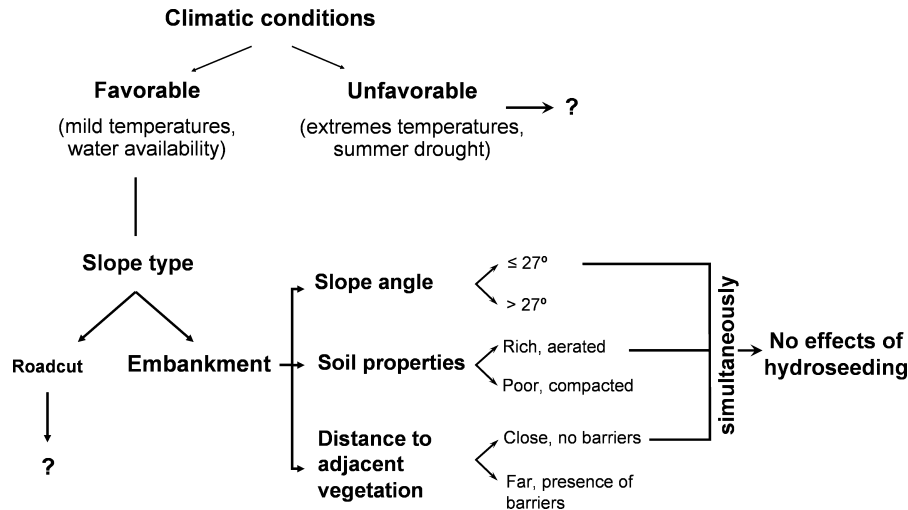 Climatic conditions
Favorable
(mild temperatures,
water availability)
Unfavorable
(extremes temperatures,
summer drought)
?
Slope type
Roadcut
?
Embankment
Slope angle
≤ 27º
> 27º
Soil properties
Rich, aerated
Poor, compacted
Distance to
adjacent
vegetation
Close, no barriers
Far, presence of
barriers
simultaneously
No effects of
hydroseeding